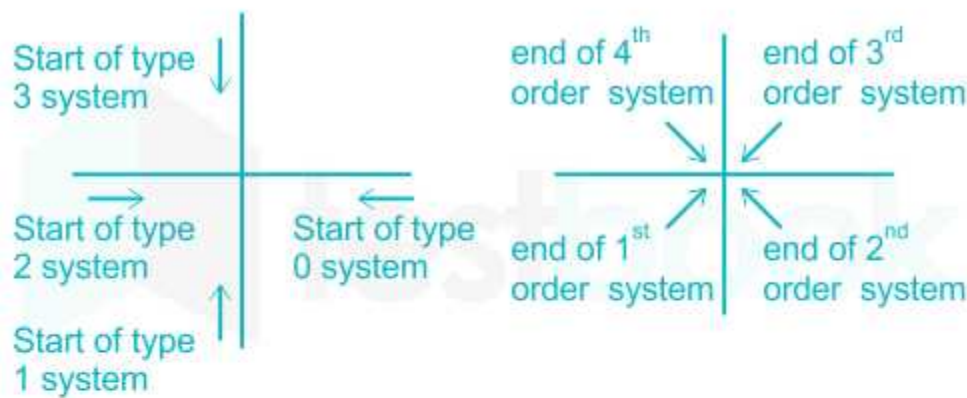 Start of type
3 system
Start of type
2 system
Start of type
0 system
Start of type
1 system
end of 4th
order system
end of 3rd
order system
end of 1st
order system
end of 2nd
order system